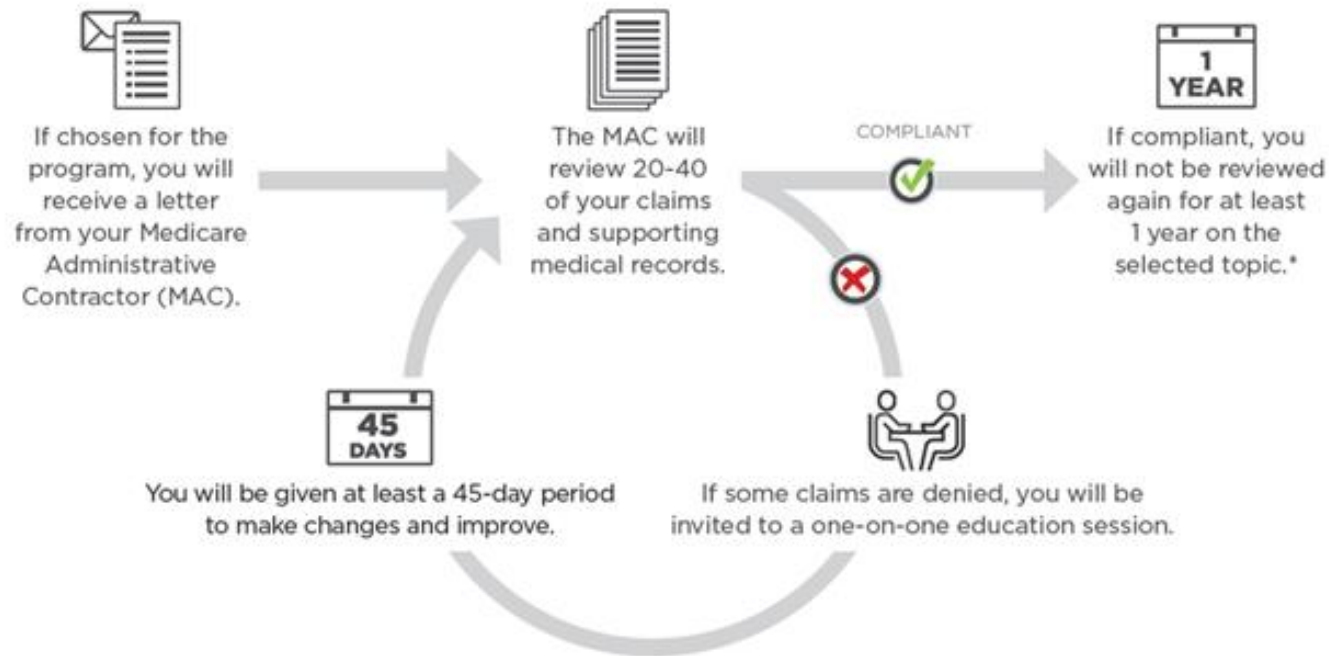 If chosen for the
program, you will
receive a letter
from your Medicare
Administrative
Contractor (MAC).
The MAC will
review 20-40
of your claims
and supporting
medical records.
COMPLIANT
1
YEAR
If compliant, you
will not be reviewed
again for at least
1 year on the
selected topic.*
45
DAYS
You will be given at least a 45-day period
to make changes and improve.
If some claims are denied, you will be
invited to a one-on-one education session.